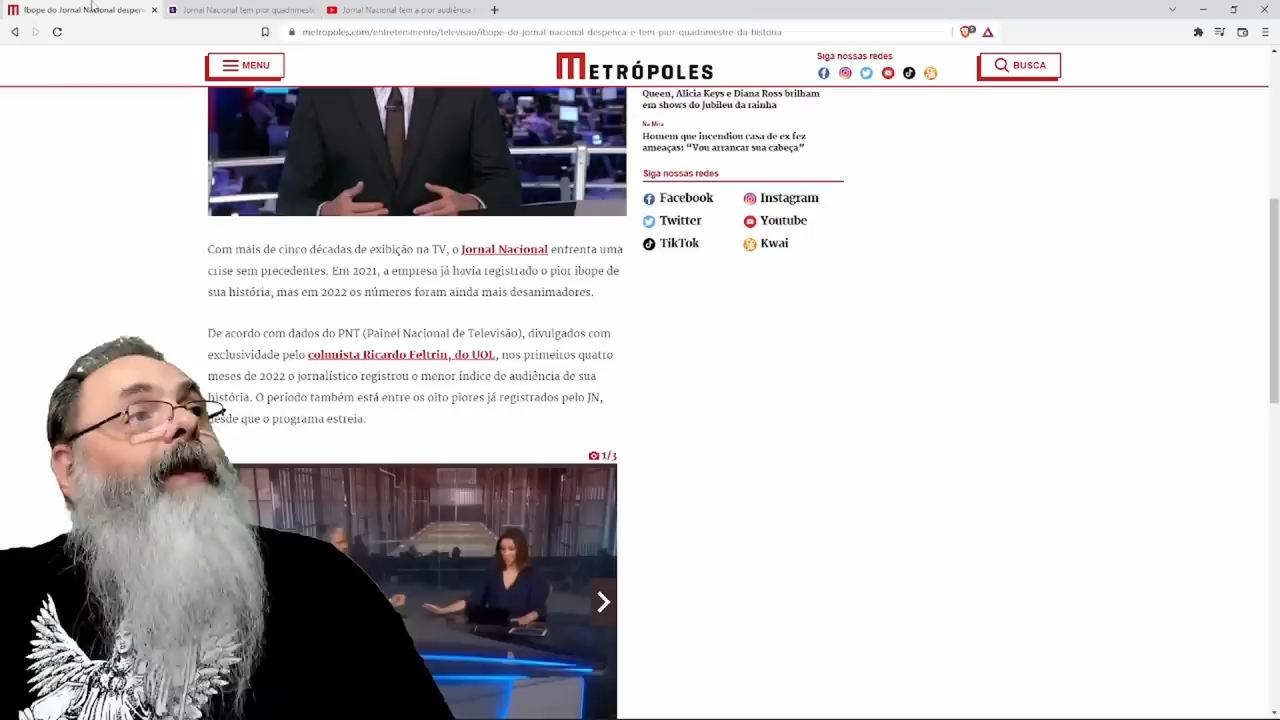 Ibope do Jornal Nacional despen
Jornal Nacional tem pior quadrimestr
Jornal Nacional tem a pior audiência
metropoles.com/entretenimento/televisao/ibope-do-jornal-nacional-despenca-e-tem-pior-quadrimestre-da-historia
MENU
METRÓPOLES
Siga nossas redes
BUSCA
Queen, Alicia Keys e Diana Ross brilham
em shows do Jubileu da rainha
Na Mira
Homem que incendiou casa de ex fez
ameaças: “Vou arrancar sua cabeça”
Siga nossas redes
Facebook
Instagram
Twitter
Youtube
TikTok
Kwai
Com mais de cinco décadas de exibição na TV, o Jornal Nacional enfrenta uma
crise sem precedentes. Em 2021, a empresa já havia registrado o pior ibope de
sua história, mas em 2022 os números foram ainda mais desanimadores.
De acordo com dados do PNT (Painel Nacional de Televisão), divulgados com
exclusividade pelo colunista Ricardo Feltrin, do UOL, nos primeiros quatro
meses de 2022 o jornalístico registrou o menor índice de audiência de sua
história. O período também está entre os oito piores já registrados pelo JN,
desde que o programa estreia.
1/3